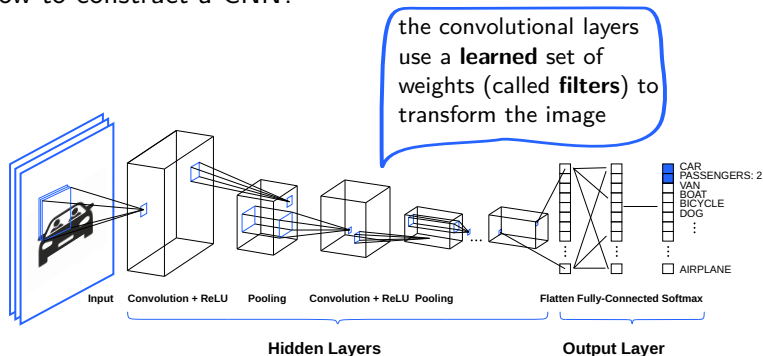 ow to construct a CNN?
the convolutional layers
use a learned set of
weights (called filters) to
transform the image
CAR
PASSENGERS: 2
VAN
BOAT
BICYCLE
DOG
...
AIRPLANE
Input Convolution + ReLU Pooling Convolution + ReLU Pooling Flatten Fully-Connected Softmax
Hidden Layers Output Layer